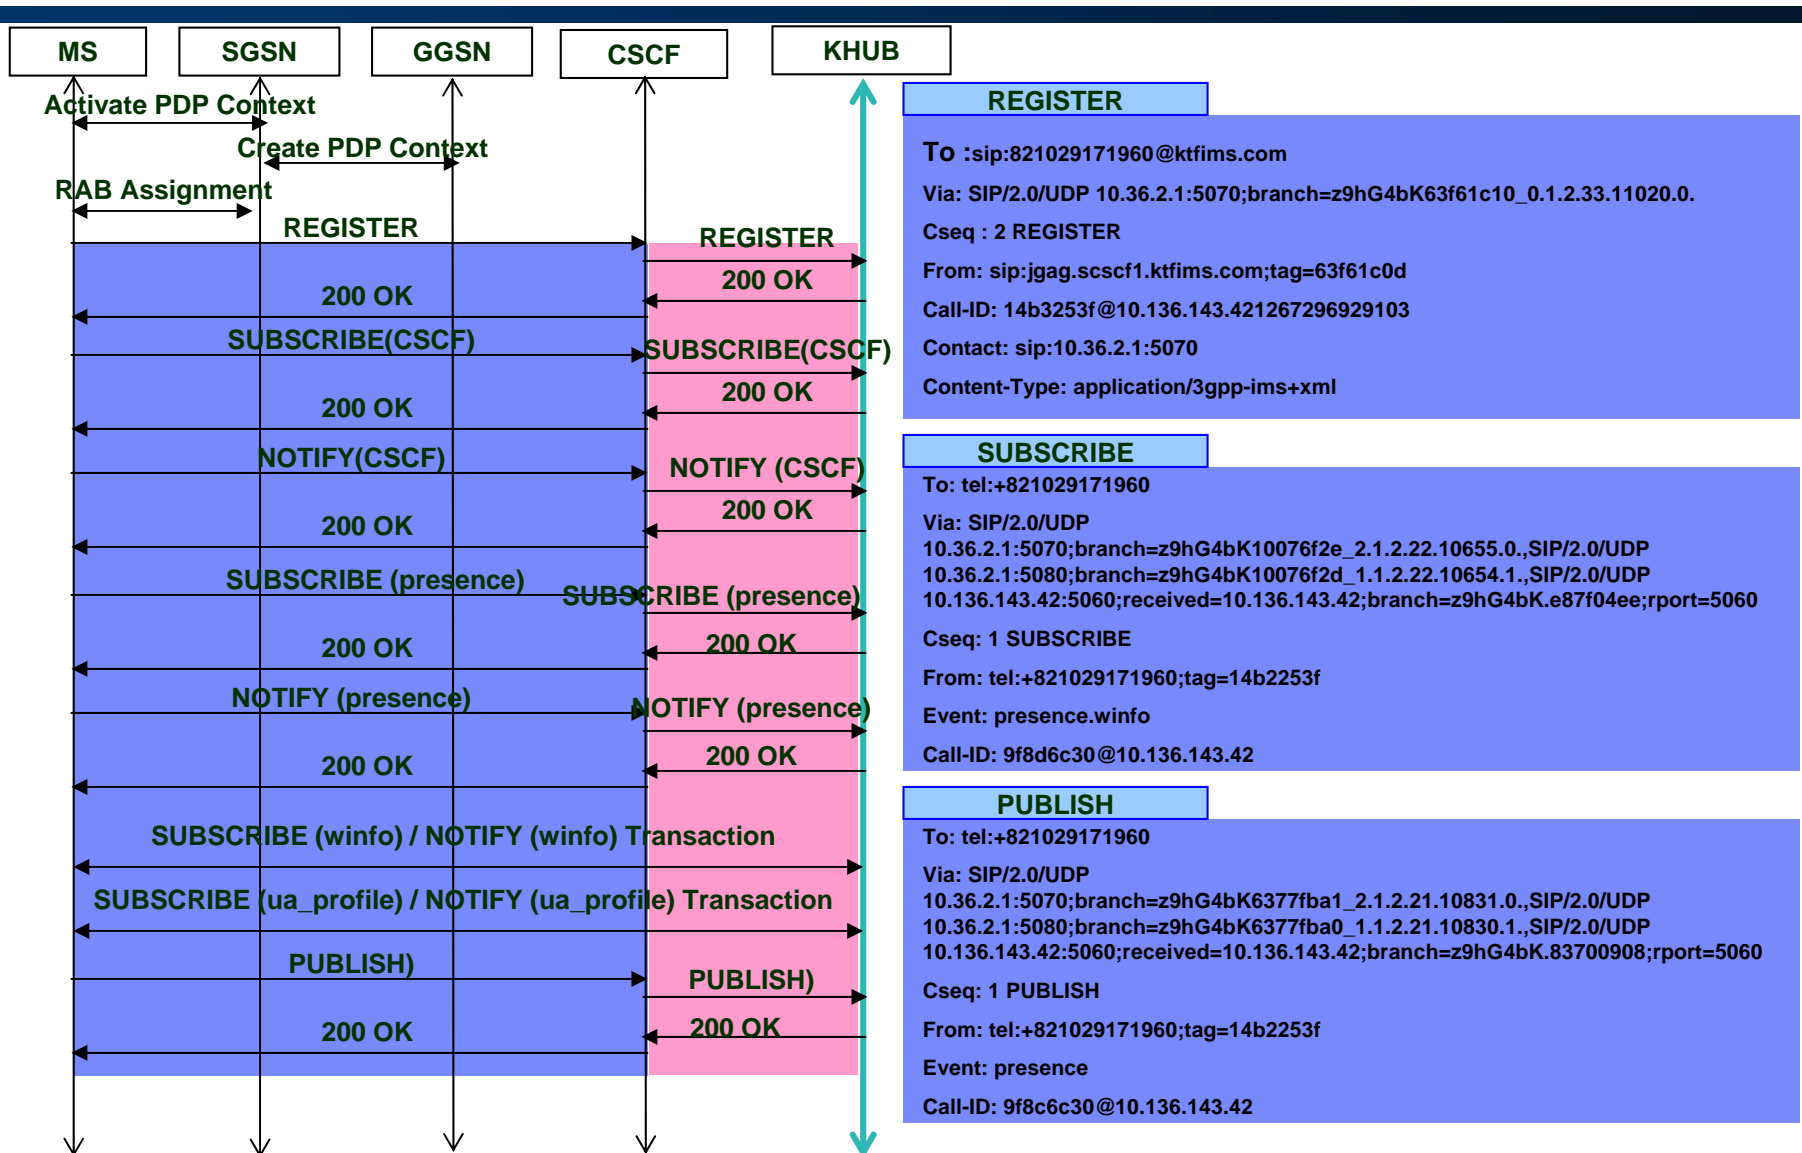 MS
SGSN
GGSN
CSCF
KHUB
Activate PDP Context
Create PDP Context
RAB Assignment
REGISTER
REGISTER
200 OK
200 OK
SUBSCRIBE(CSCF)
SUBSCRIBE(CSCF)
200 OK
200 OK
NOTIFY(CSCF)
NOTIFY (CSCF)
200 OK
200 OK
SUBSCRIBE (presence)
SUBSCRIBE (presence)
200 OK
200 OK
NOTIFY (presence)
NOTIFY (presence)
200 OK
200 OK
SUBSCRIBE (winfo) / NOTIFY (winfo) Transaction
SUBSCRIBE (ua_profile) / NOTIFY (ua_profile) Transaction
PUBLISH)
PUBLISH)
200 OK
200 OK
REGISTER
To :sip:821029171960@ktfims.com
Via: SIP/2.0/UDP 10.36.2.1:5070;branch=z9hG4bK63f61c10_0.1.2.33.11020.0.
Cseq : 2 REGISTER
From: sip:jgag.scscf1.ktfims.com;tag=63f61c0d
Call-ID: 14b3253f@10.136.143.421267296929103
Contact: sip:10.36.2.1:5070
Content-Type: application/3gpp-ims+xml
SUBSCRIBE
To: tel:+821029171960
Via: SIP/2.0/UDP
10.36.2.1:5070;branch=z9hG4bK10076f2e_2.1.2.22.10655.0.,SIP/2.0/UDP
10.36.2.1:5080;branch=z9hG4bK10076f2d_1.1.2.22.10654.1.,SIP/2.0/UDP
10.136.143.42:5060;received=10.136.143.42;branch=z9hG4bK.e87f04ee;rport=5060
Cseq: 1 SUBSCRIBE
From: tel:+821029171960;tag=14b2253f
Event: presence.winfo
Call-ID: 9f8d6c30@10.136.143.42
PUBLISH
To: tel:+821029171960
Via: SIP/2.0/UDP
10.36.2.1:5070;branch=z9hG4bK6377fba1_2.1.2.21.10831.0.,SIP/2.0/UDP
10.36.2.1:5080;branch=z9hG4bK6377fba0_1.1.2.21.10830.1.,SIP/2.0/UDP
10.136.143.42:5060;received=10.136.143.42;branch=z9hG4bK.83700908;rport=5060
Cseq: 1 PUBLISH
From: tel:+821029171960;tag=14b2253f
Event: presence
Call-ID: 9f8c6c30@10.136.143.42